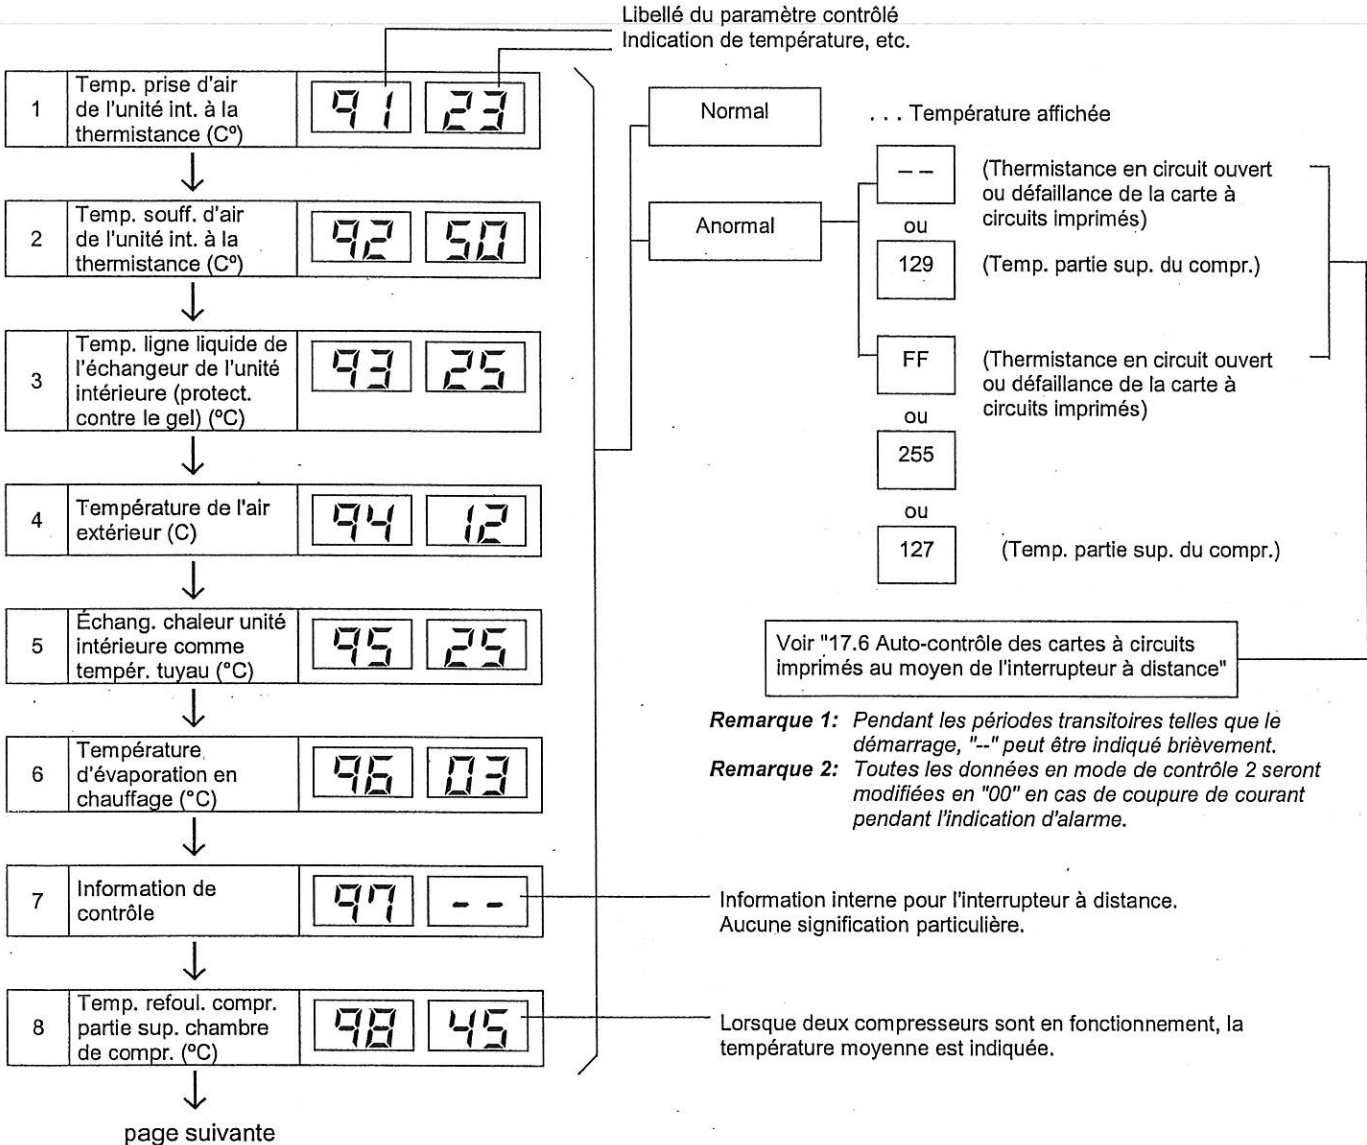 Libellé du paramètre contrôlé
Indication de température, etc.
1
Temp. prise d'air
de l'unité int. à la
thermistance (Cº)
91 23
2
Temp. souff. d'air
de l'unité int. à la
thermistance (Cº)
92 50
3
Temp. ligne liquide de
l'échangeur de l'unité
intérieure (protect.
contre le gel) (ºC)
93 25
4
Température de l'air
extérieur (C)
94 12
5
Échang. chaleur unité
intérieure comme
tempér. tuyau (°C)
95 25
6
Température
d'évaporation en
chauffage (°C)
96 03
7
Information de
contrôle
97 --
8
Temp. refoul. compr.
partie sup. chambre
de compr. (ºC)
98 45
page suivante
Normal
. . . Température affichée
Anormal
--
(Thermistance en circuit ouvert
ou défaillance de la carte à
circuits imprimés)
ou
129
(Temp. partie sup. du compr.)
FF
(Thermistance en circuit ouvert
ou défaillance de la carte à
circuits imprimés)
ou
255
ou
127
(Temp. partie sup. du compr.)
Voir "17.6 Auto-contrôle des cartes à circuits
imprimés au moyen de l'interrupteur à distance"
Remarque 1: Pendant les périodes transitoires telles que le
démarrage, "--" peut être indiqué brièvement.
Remarque 2: Toutes les données en mode de contrôle 2 seront
modifiées en "00" en cas de coupure de courant
pendant l'indication d'alarme.
Information interne pour l'interrupteur à distance.
Aucune signification particulière.
Lorsque deux compresseurs sont en fonctionnement, la
température moyenne est indiquée.